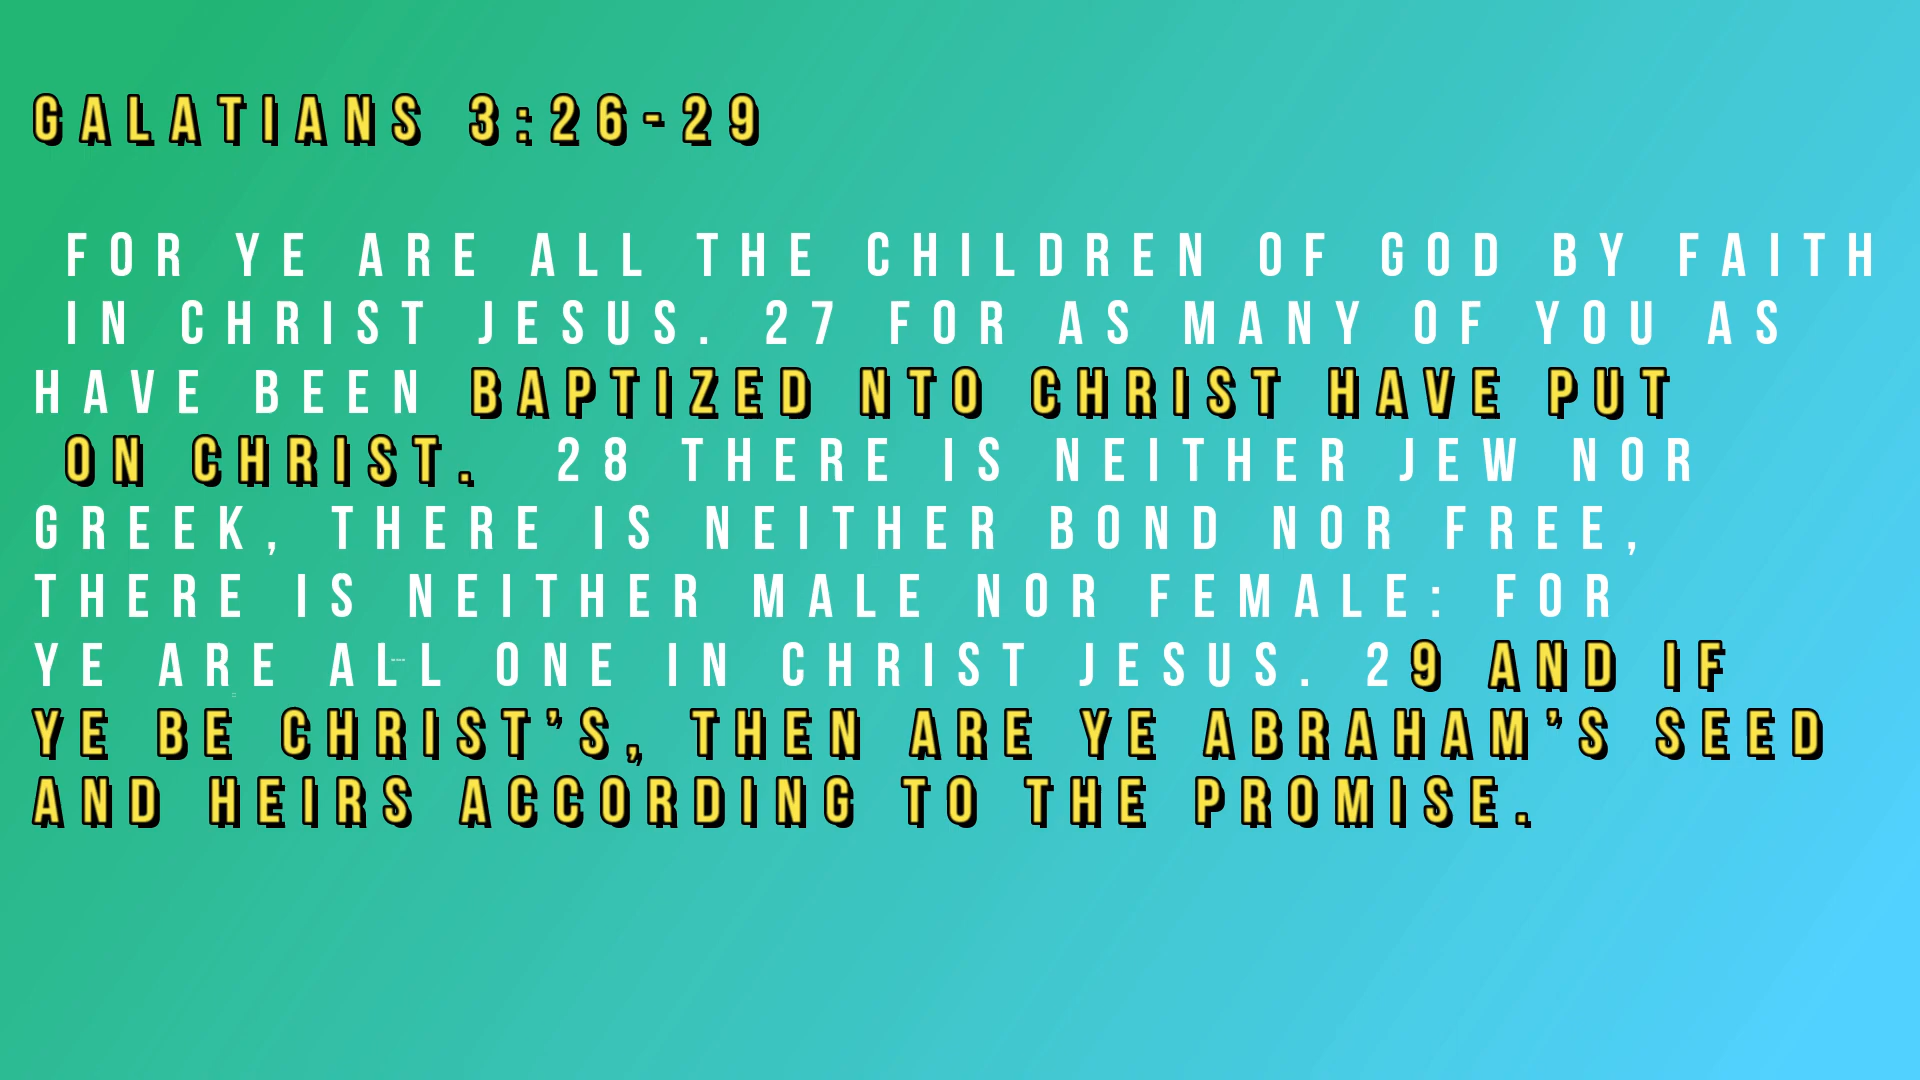 GALATIANS 3:26-29
FOR YE ARE ALL THE CHILDREN OF GOD BY FAITH
IN CHRIST JESUS. 27 FOR AS MANY OF YOU AS
HAVE BEEN BAPTIZED NTO CHRIST HAVE PUT
ON CHRIST. 28 THERE IS NEITHER JEW NOR
GREEK, THERE IS NEITHER BOND NOR FREE,
THERE IS NEITHER MALE NOR FEMALE: FOR
YE ARE ALL ONE IN CHRIST JESUS. 29 AND IF
YE BE CHRIST’S, THEN ARE YE ABRAHAM’S SEED
AND HEIRS ACCORDING TO THE PROMISE.